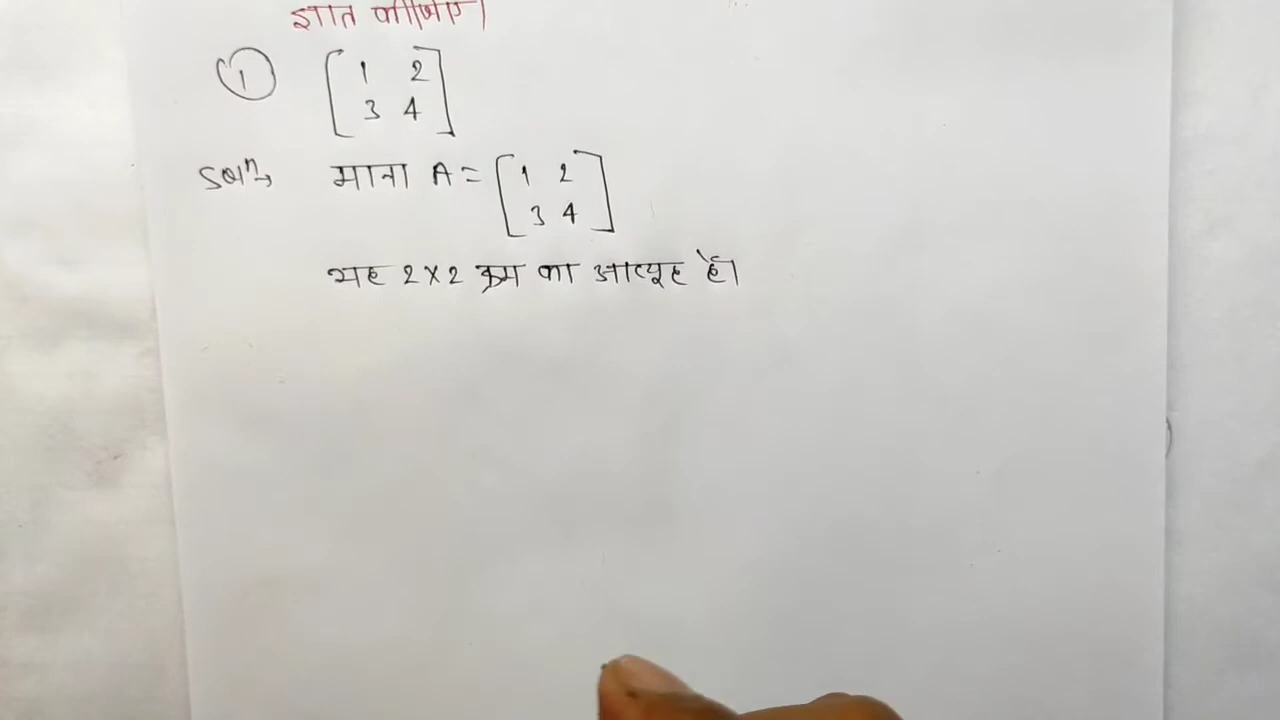 ज्ञात कीजिए।
① [1 2
3 4]
Solⁿ→ माना A = [1 2
3 4]
यह 2×2 क्रम का आव्यूह है।